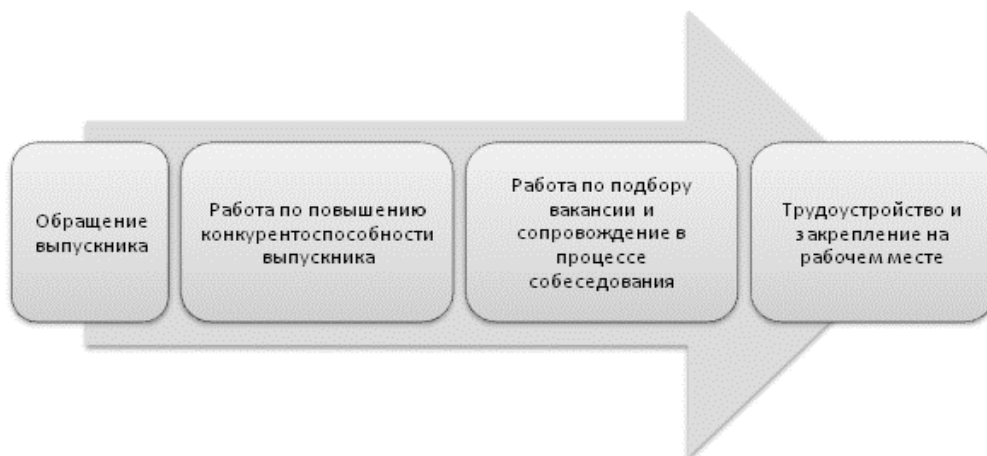 Обращение
выпускника
Работа по повышению
конкурентоспособности
выпускника
Работа по подбору
вакансии и
сопровождение в
процессе
собеседования
Трудоустройство и
закрепление на
рабочем месте